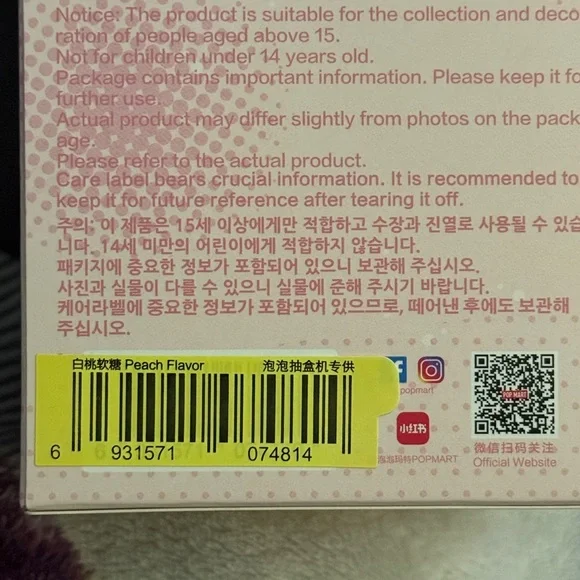 Notice: The product is suitable for the collection and deco
ration of people aged above 15.
Not for children under 14 years old.
Package contains important information. Please keep it fo
further use.
Actual product may differ slightly from photos on the pack
age.
Please refer to the actual product.
Care label bears crucial information. It is recommended to
keep it for future reference after tearing it off.
주의: 이 제품은 15세 이상에게만 적합하고 수장과 진열로 사용될 수 있습
니다. 14세 미만의 어린이에게 적합하지 않습니다.
패키지에 중요한 정보가 포함되어 있으니 보관해 주십시오.
사진과 실물이 다를 수 있으니 실물에 준해 주시기 바랍니다.
케어라벨에 중요한 정보가 포함되어 있으므로, 떼어낸 후에도 보관해
주십시오.
白桃软糖 Peach Flavor 泡泡抽盒机专供
6 931571 074814
popmart
小红书
泡泡玛特POPMART
POP MART
微信扫码关注
Official Website